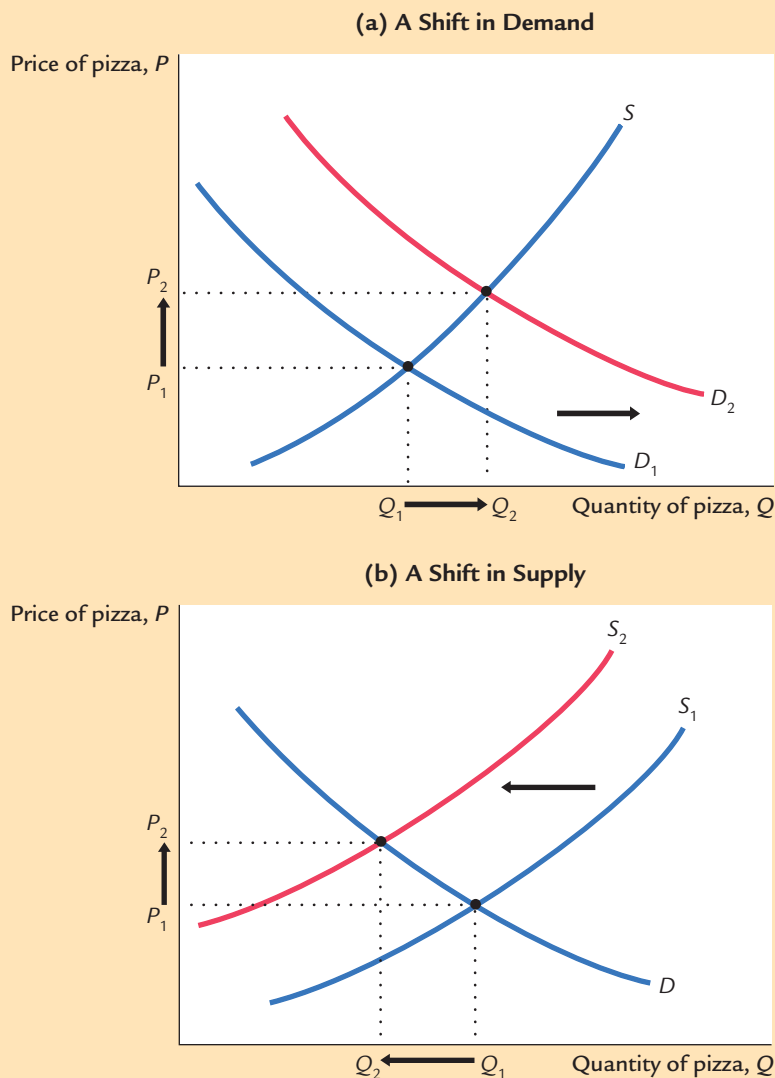 (a) A Shift in Demand
Price of pizza, P
S
P2
P1
D2
D1
Q1 Q2 Quantity of pizza, Q
(b) A Shift in Supply
Price of pizza, P
S2
S1
P2
P1
D
Q2 Q1 Quantity of pizza, Q